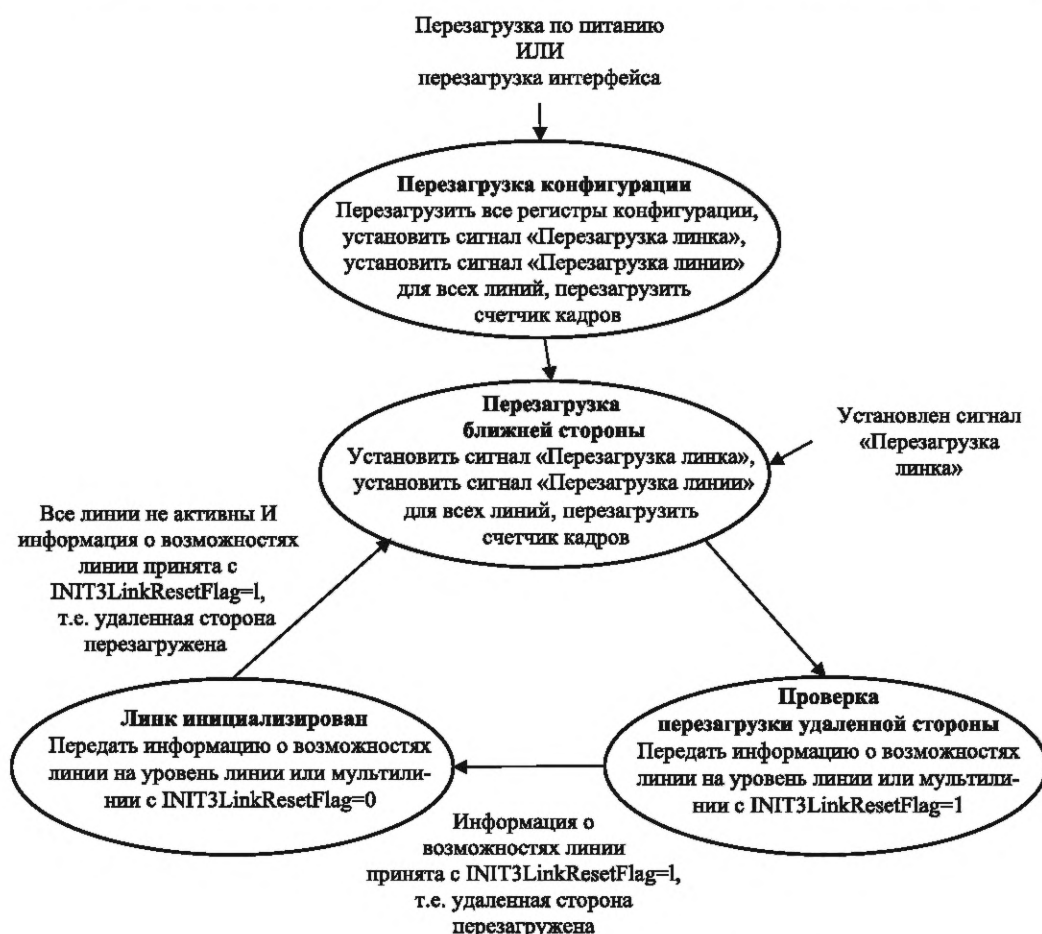 Перезагрузка по питанию
ИЛИ
перезагрузка интерфейса
Перезагрузка конфигурации
Перезагрузить все регистры конфигурации,
установить сигнал «Перезагрузка линка»,
установить сигнал «Перезагрузка линии»
для всех линий, перезагрузить
счетчик кадров
Перезагрузка
ближней стороны
Установить сигнал «Перезагрузка линка»,
установить сигнал «Перезагрузка линии»
для всех линий, перезагрузить
счетчик кадров
Установлен сигнал
«Перезагрузка
линка»
Все линии не активны И
информация о возможностях
линии принята с
INIT3LinkResetFlag=l,
т.е. удаленная сторона
перезагружена
Линк инициализирован
Передать информацию о возможностях
линии на уровень линии или мультили-
нии с INIT3LinkResetFlag=0
Проверка
перезагрузки удаленной стороны
Передать информацию о возможностях
линии на уровень линии или мультили-
нии с INIT3LinkResetFlag=1
Информация о
возможностях линии
принята с INIT3LinkResetFlag=l,
т.е. удаленная сторона
перезагружена